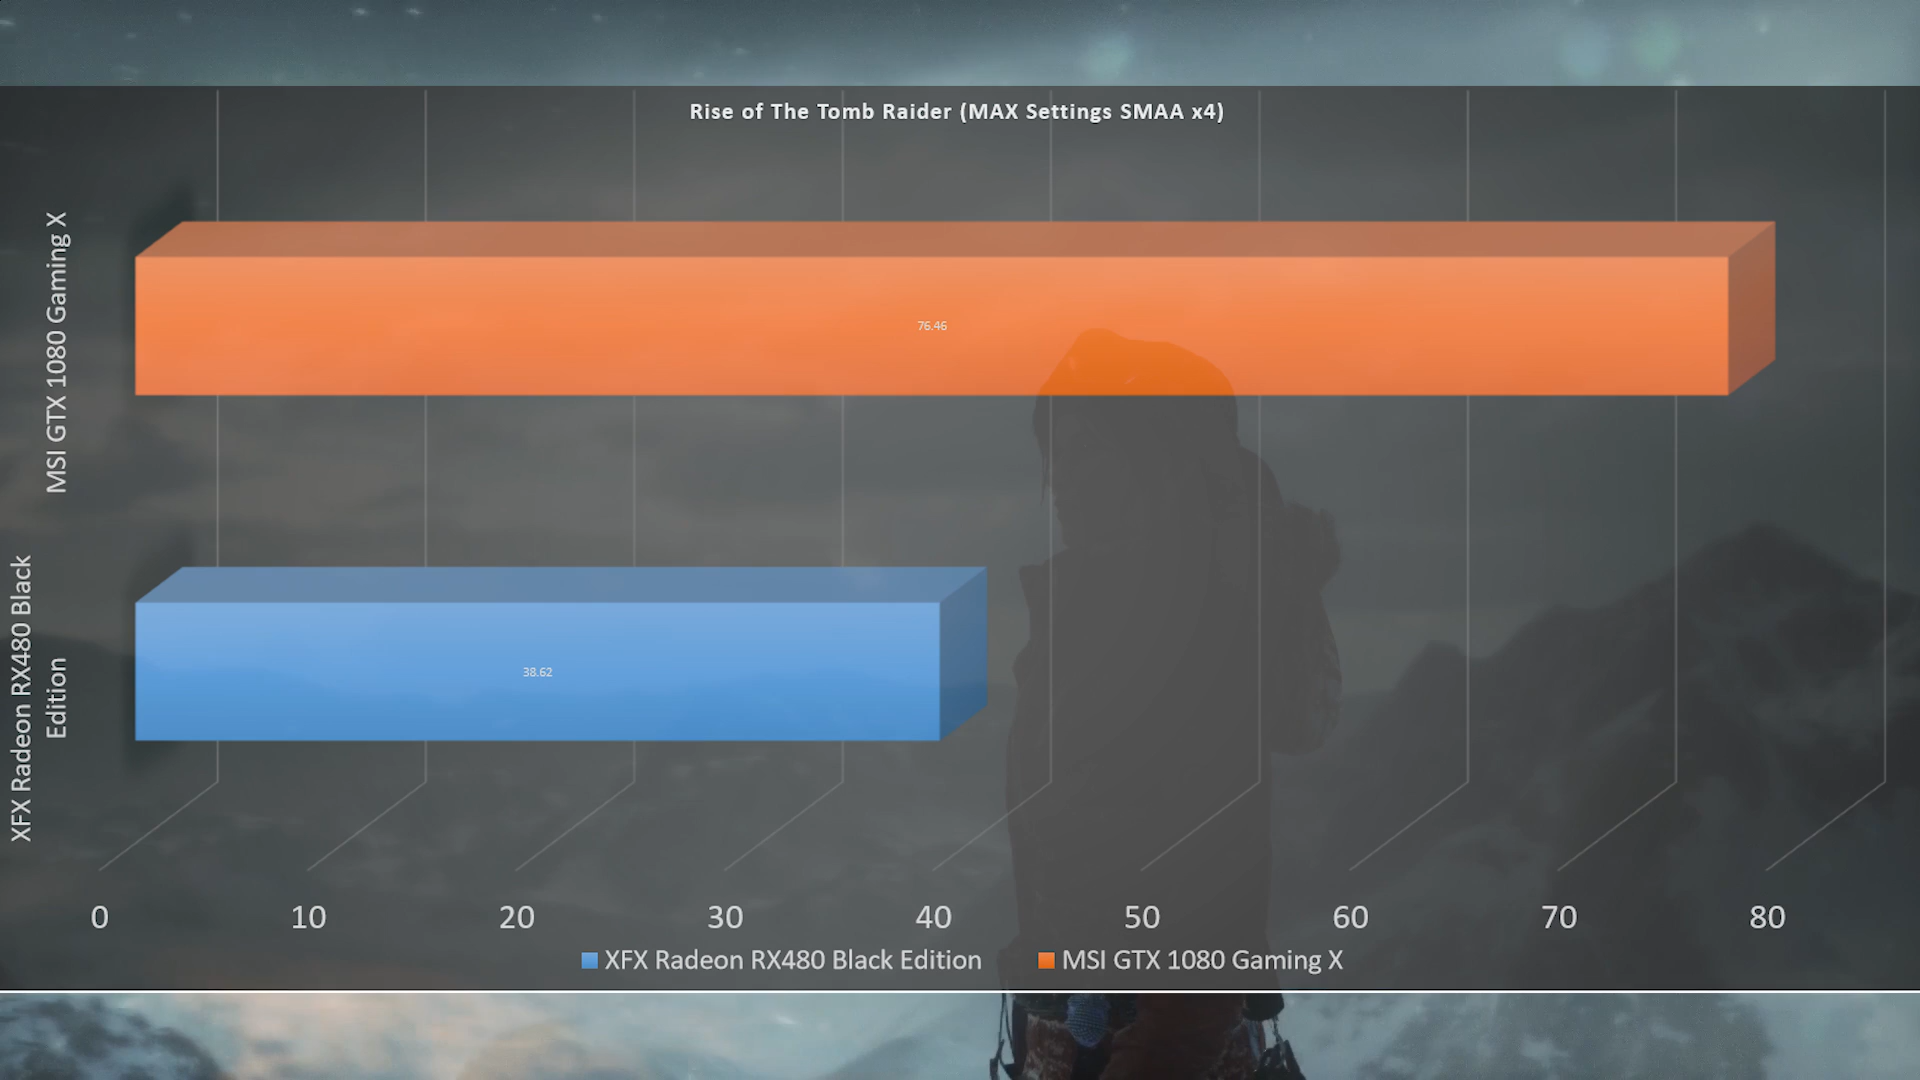 Rise of The Tomb Raider (MAX Settings SMAA x4)
MSI GTX 1080 Gaming X
76.46
XFX Radeon RX480 Black
Edition
38.62
0 10 20 30 40 50 60 70 80
XFX Radeon RX480 Black Edition MSI GTX 1080 Gaming X